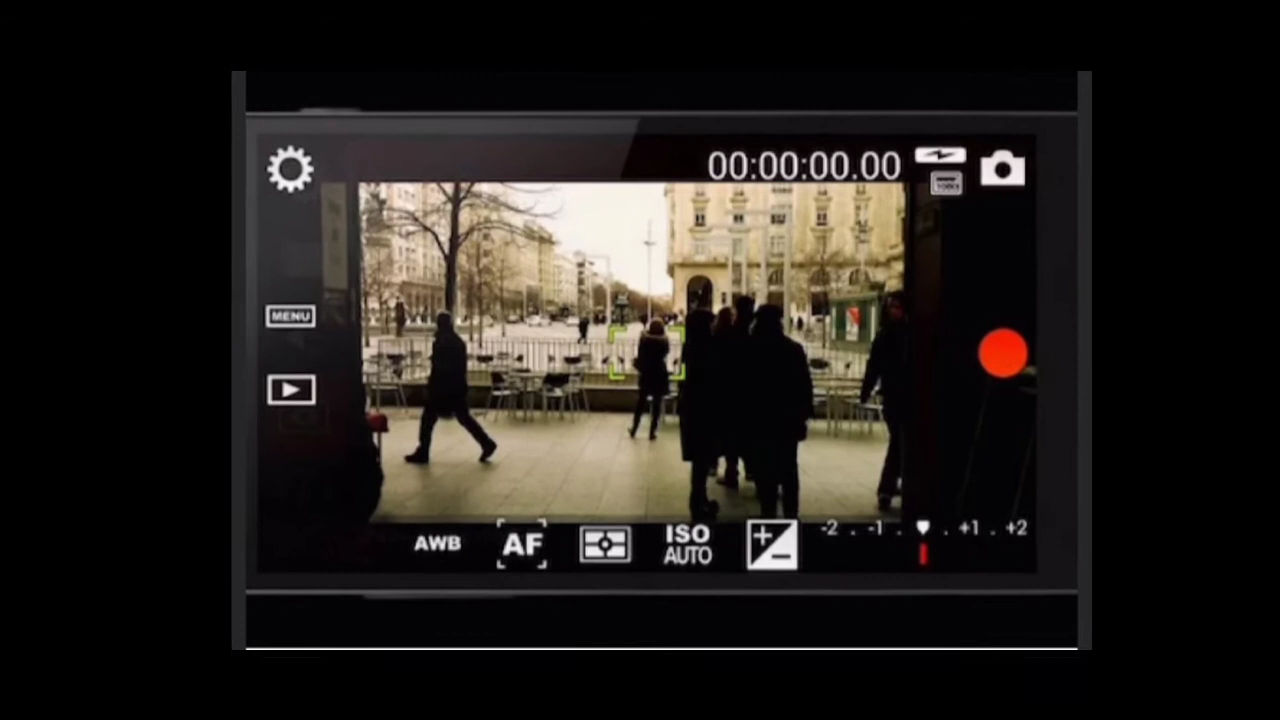 00:00:00.00
MENU
AWB
AF
ISO
AUTO
-2 . -1 . . +1 . +2